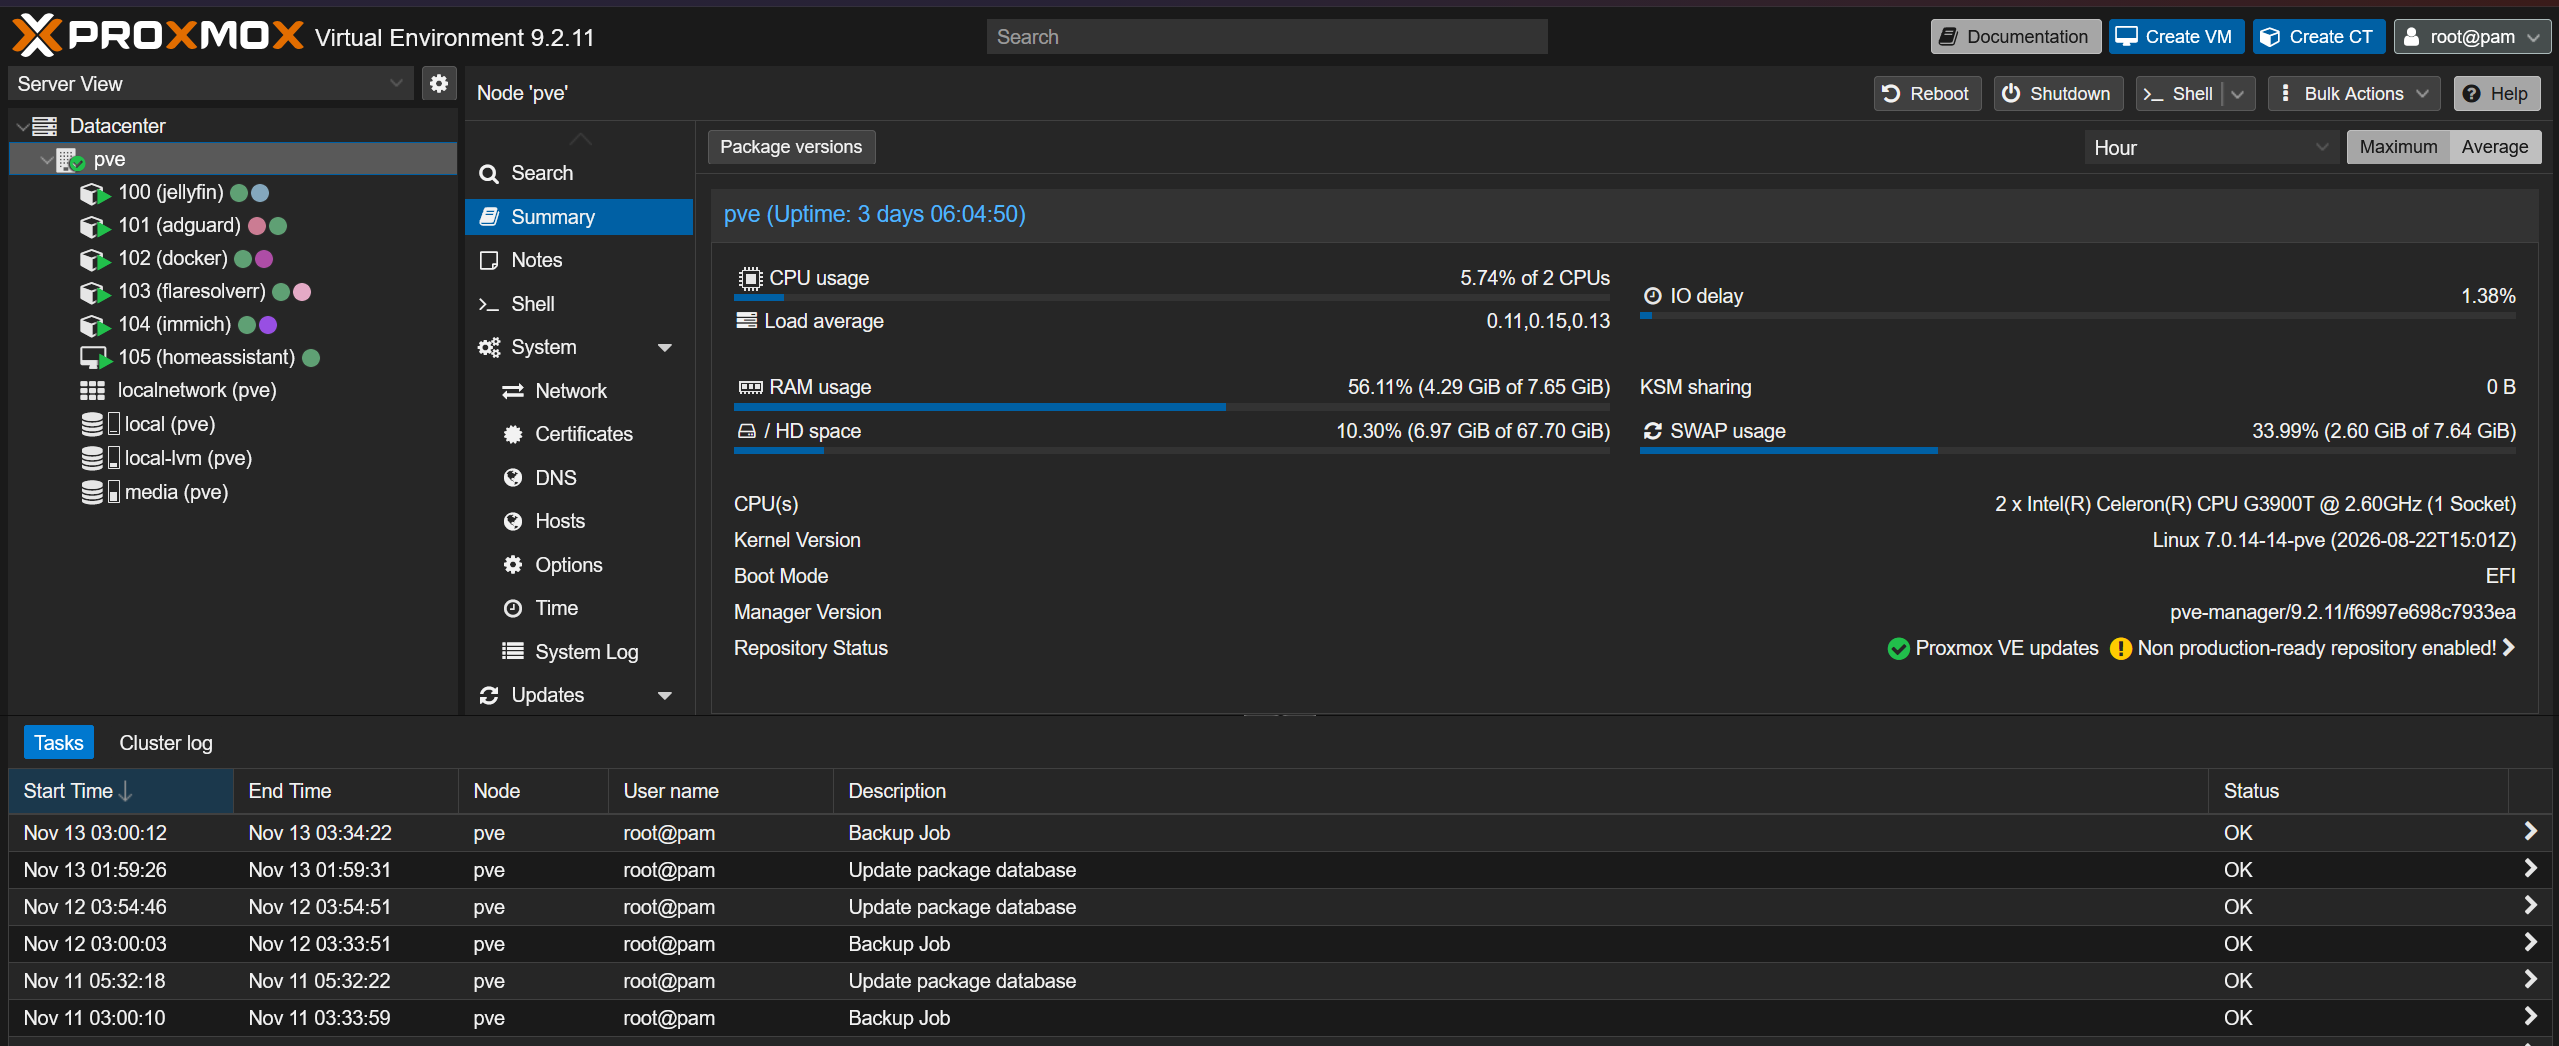 PROXMOX Virtual Environment 9.2.11
Search
Documentation
Create VM
Create CT
root@pam
Server View
Datacenter
pve
100 (jellyfin)
101 (adguard)
102 (docker)
103 (flaresolverr)
104 (immich)
105 (homeassistant)
localnetwork (pve)
local (pve)
local-lvm (pve)
media (pve)
Node 'pve'
Reboot
Shutdown
Shell
Bulk Actions
Help
Search
Summary
Notes
Shell
System
Network
Certificates
DNS
Hosts
Options
Time
System Log
Updates
Package versions
Hour
Maximum
Average
pve (Uptime: 3 days 06:04:50)
CPU usage 5.74% of 2 CPUs
IO delay 1.38%
Load average 0.11,0.15,0.13
RAM usage 56.11% (4.29 GiB of 7.65 GiB)
KSM sharing 0 B
/ HD space 10.30% (6.97 GiB of 67.70 GiB)
SWAP usage 33.99% (2.60 GiB of 7.64 GiB)
CPU(s) 2 x Intel(R) Celeron(R) CPU G3900T @ 2.60GHz (1 Socket)
Kernel Version Linux 7.0.14-14-pve (2026-08-22T15:01Z)
Boot Mode EFI
Manager Version pve-manager/9.2.11/f6997e698c7933ea
Repository Status Proxmox VE updates Non production-ready repository enabled!
Tasks
Cluster log
Start Time End Time Node User name Description Status
Nov 13 03:00:12 Nov 13 03:34:22 pve root@pam Backup Job OK
Nov 13 01:59:26 Nov 13 01:59:31 pve root@pam Update package database OK
Nov 12 03:54:46 Nov 12 03:54:51 pve root@pam Update package database OK
Nov 12 03:00:03 Nov 12 03:33:51 pve root@pam Backup Job OK
Nov 11 05:32:18 Nov 11 05:32:22 pve root@pam Update package database OK
Nov 11 03:00:10 Nov 11 03:33:59 pve root@pam Backup Job OK